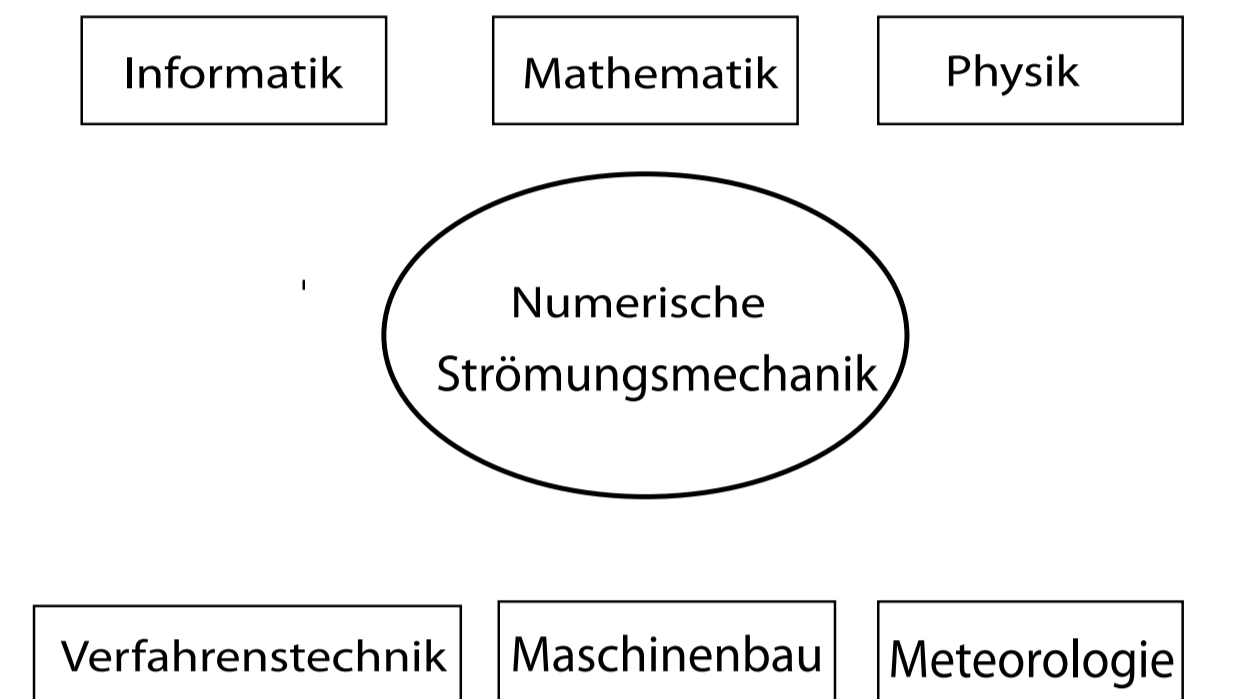 Informatik
Mathematik
Physik
Numerische
Strömungsmechanik
Verfahrenstechnik
Maschinenbau
Meteorologie